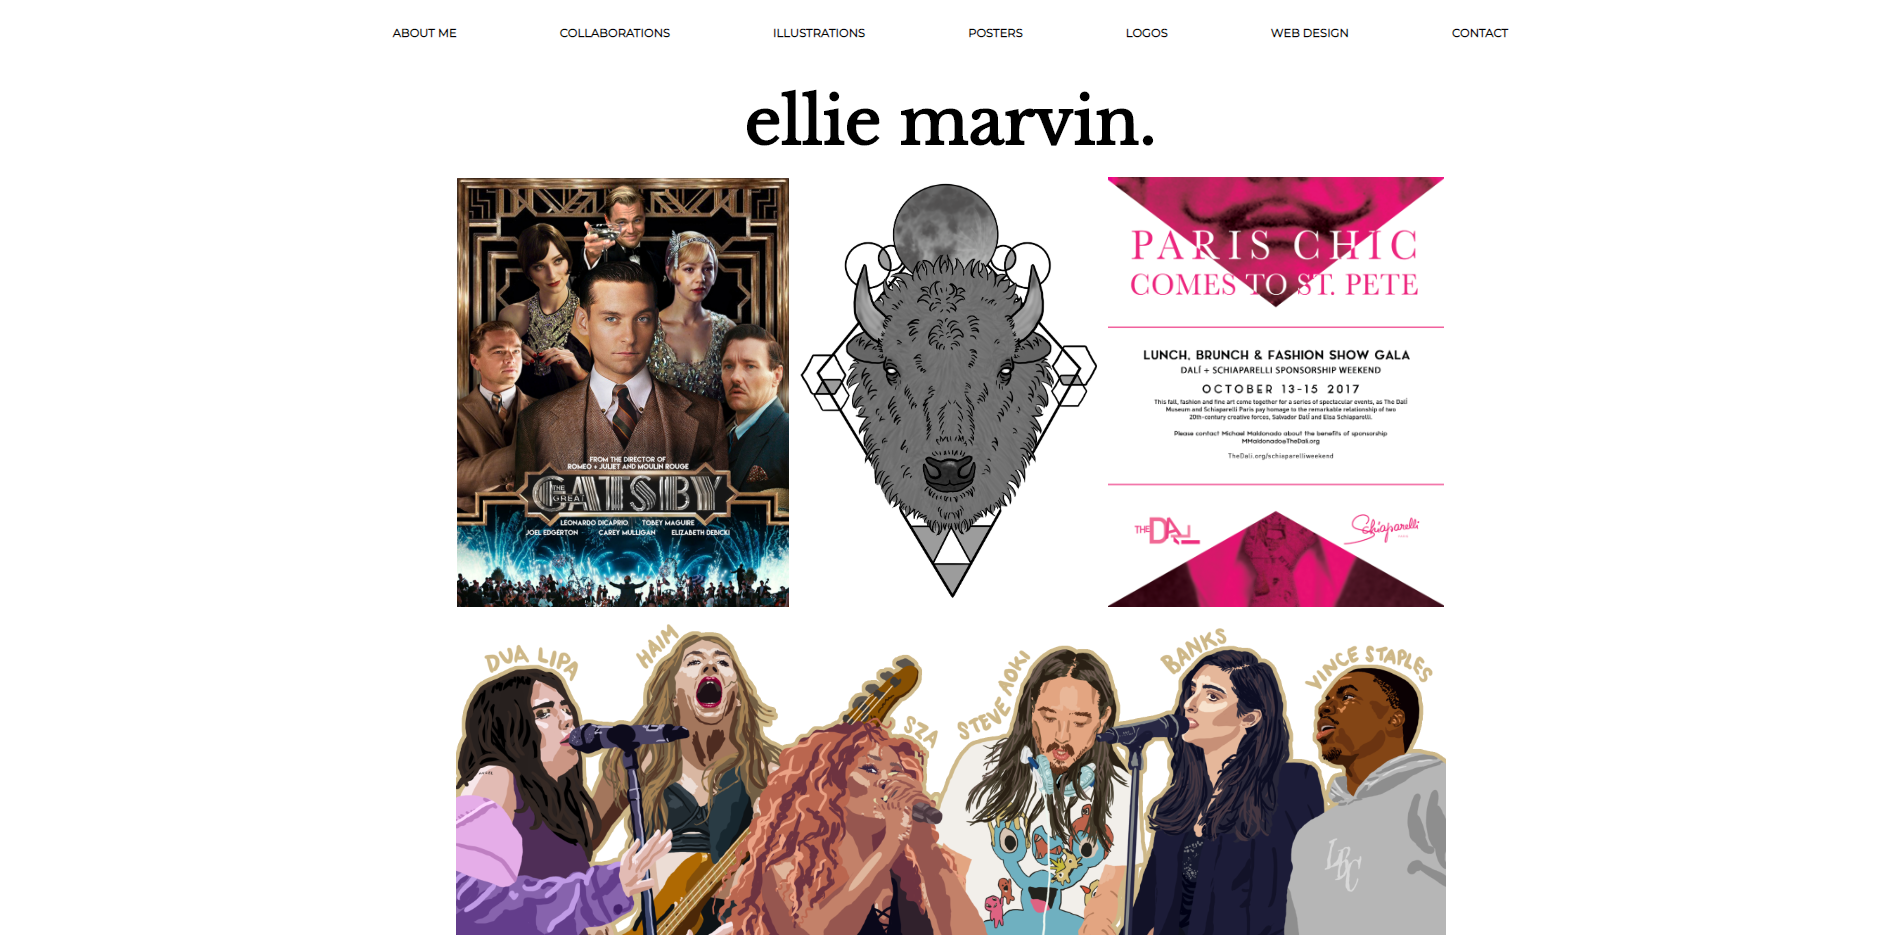 ABOUT ME
COLLABORATIONS
ILLUSTRATIONS
POSTERS
LOGOS
WEB DESIGN
CONTACT
ellie marvin.
FROM THE DIRECTOR OF
ROMEO + JULIET AND MOULIN ROUGE
THE GREAT GATSBY
LEONARDO DICAPRIO TOBEY MAGUIRE
JOEL EDGERTON CAREY MULLIGAN ELIZABETH DEBICKI
PARIS CHIC
COMES TO ST. PETE
LUNCH, BRUNCH & FASHION SHOW GALA
DALÍ + SCHIAPARELLI SPONSORSHIP WEEKEND
OCTOBER 13-15 2017
This fall, fashion and fine art come together for a series of spectacular events, as The Dalí
Museum and Schiaparelli Paris pay homage to the remarkable relationship of two
20th-century creative forces, Salvador Dalí and Elsa Schiaparelli.
Please contact Michael Maldonado about the benefits of sponsorship
MMaldonado@TheDali.org
TheDali.org/schiaparelliweekend
THE DALÍ
Schiaparelli
DUA LIPA
HAIM
SZA
STEVE AOKI
BANKS
VINCE STAPLES
LBC